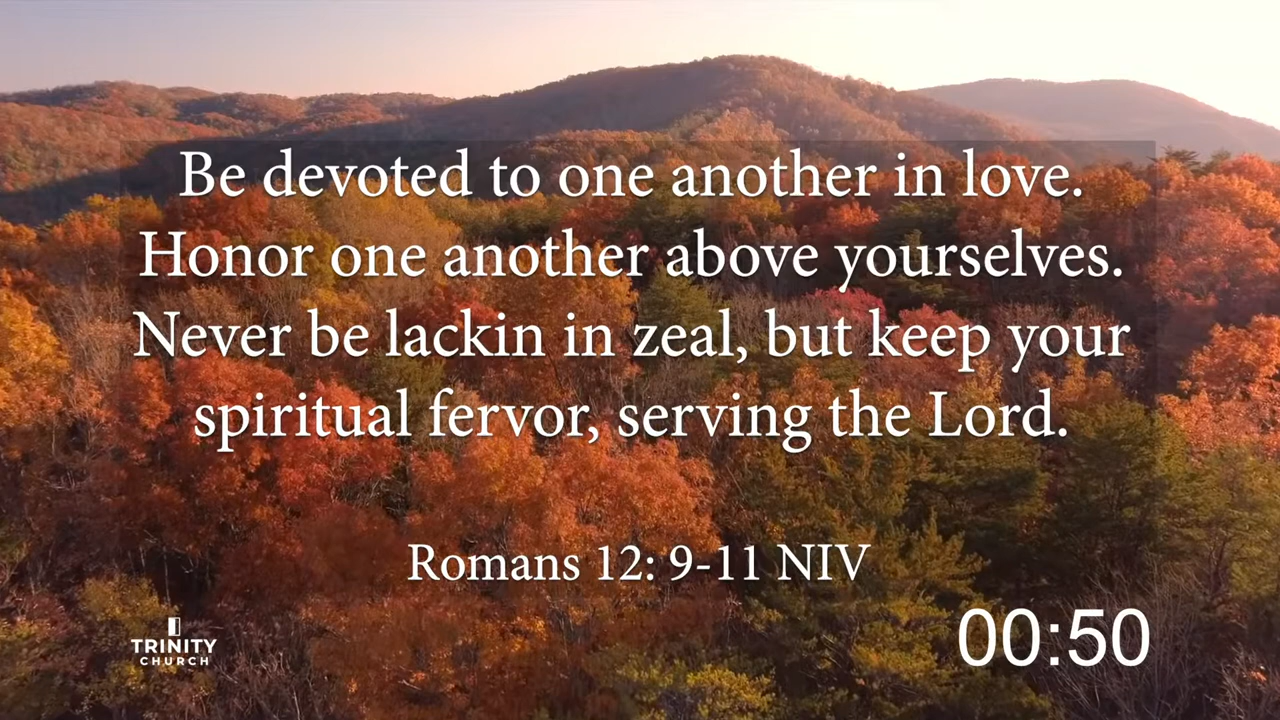 Be devoted to one another in love.
Honor one another above yourselves.
Never be lackin in zeal, but keep your
spiritual fervor, serving the Lord.
Romans 12: 9-11 NIV
TRINITY
CHURCH
00:50